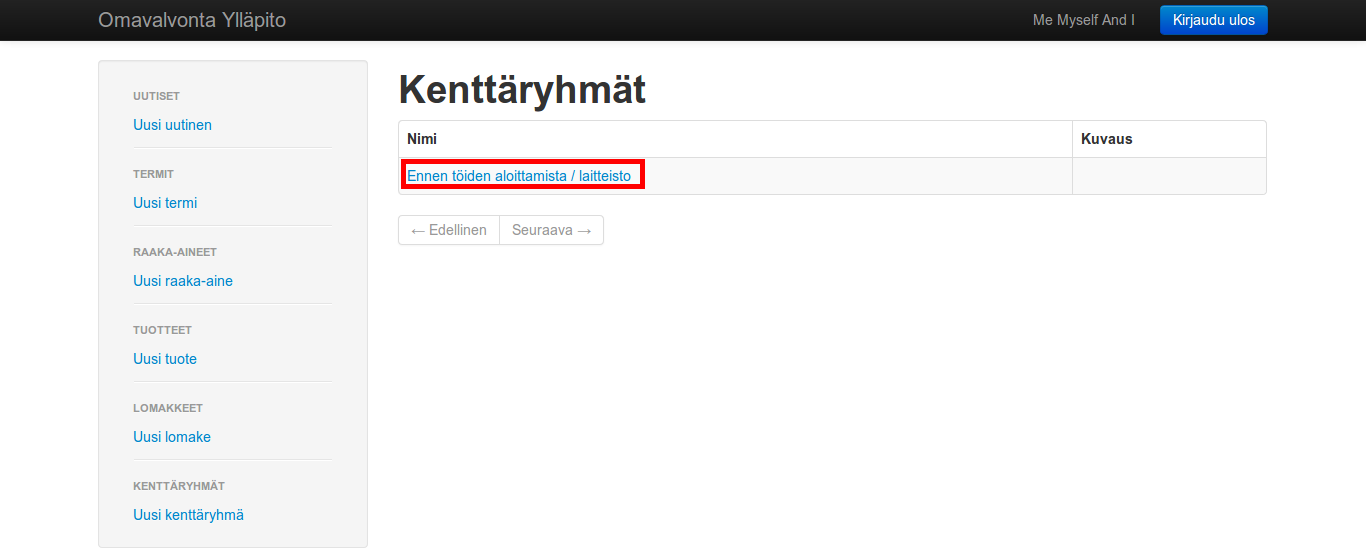 Omavalvonta Ylläpito
Me Myself And I
Kirjaudu ulos
UUTISET
Uusi uutinen
TERMIT
Uusi termi
RAAKA-AINEET
Uusi raaka-aine
TUOTTEET
Uusi tuote
LOMAKKEET
Uusi lomake
KENTTÄRYHMÄT
Uusi kenttäryhmä
Kenttäryhmät
Nimi
Kuvaus
Ennen töiden aloittamista / laitteisto
← Edellinen
Seuraava →